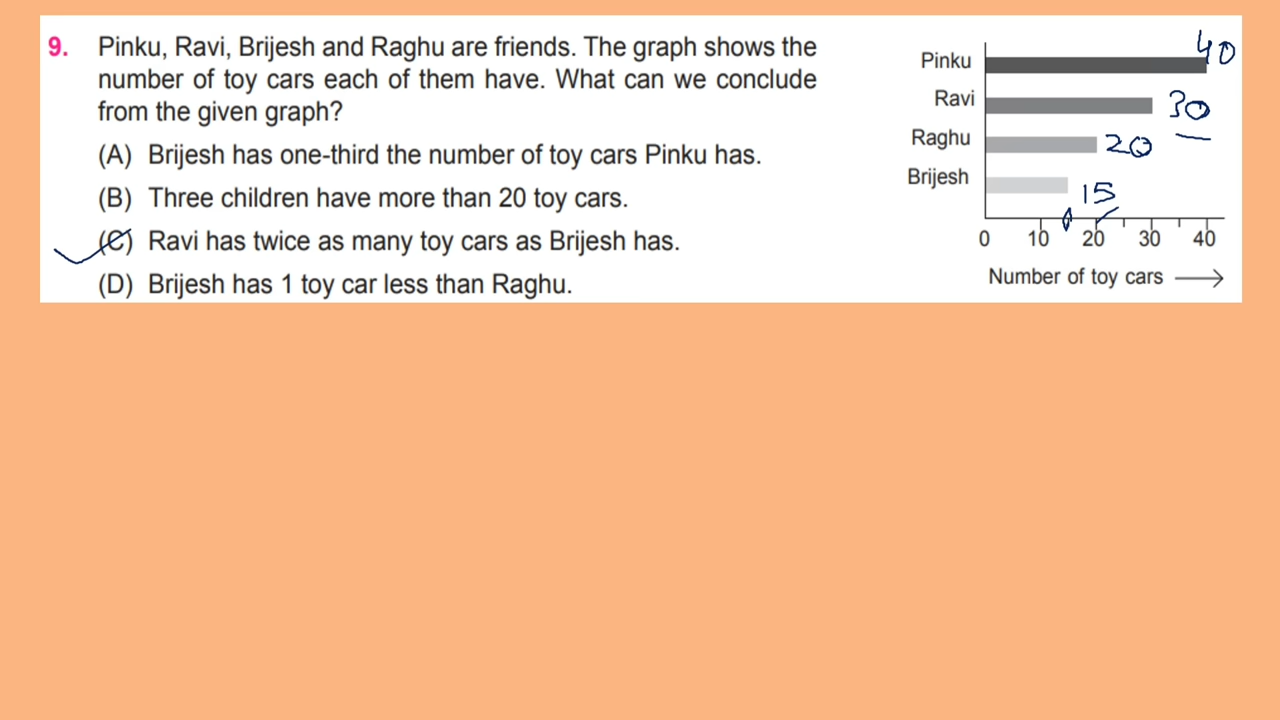 9. Pinku, Ravi, Brijesh and Raghu are friends. The graph shows the
number of toy cars each of them have. What can we conclude
from the given graph?
(A) Brijesh has one-third the number of toy cars Pinku has.
(B) Three children have more than 20 toy cars.
(C) Ravi has twice as many toy cars as Brijesh has.
(D) Brijesh has 1 toy car less than Raghu.
Pinku 40
Ravi 30
Raghu 20
Brijesh 15
0 10 20 30 40
Number of toy cars